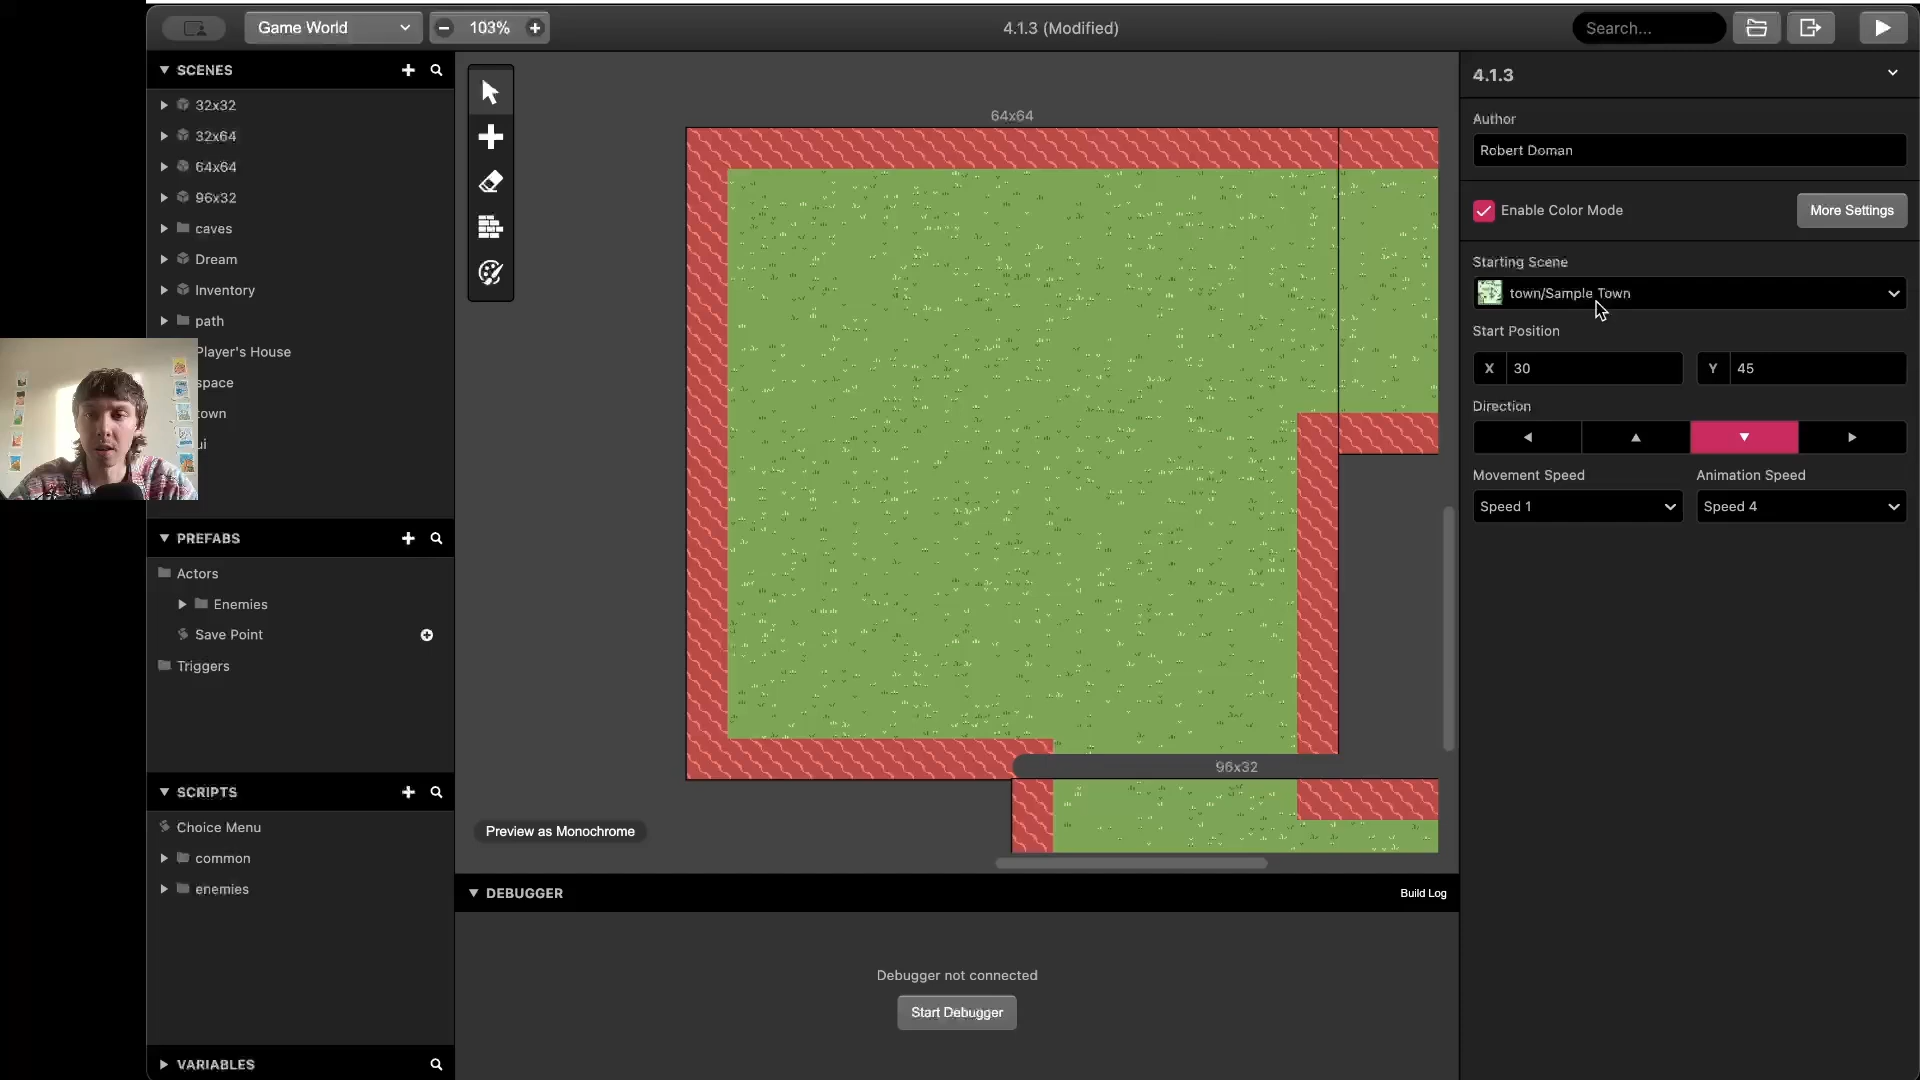 Game World
103%
4.1.3 (Modified)
Search...
SCENES
32x32
32x64
64x64
96x32
caves
Dream
Inventory
path
Player's House
space
town
ui
PREFABS
Actors
Enemies
Save Point
Triggers
SCRIPTS
Choice Menu
common
enemies
VARIABLES
64x64
96x32
Preview as Monochrome
DEBUGGER
Build Log
Debugger not connected
Start Debugger
4.1.3
Author
Robert Doman
Enable Color Mode
More Settings
Starting Scene
town/Sample Town
Start Position
X 30
Y 45
Direction
Movement Speed
Animation Speed
Speed 1
Speed 4